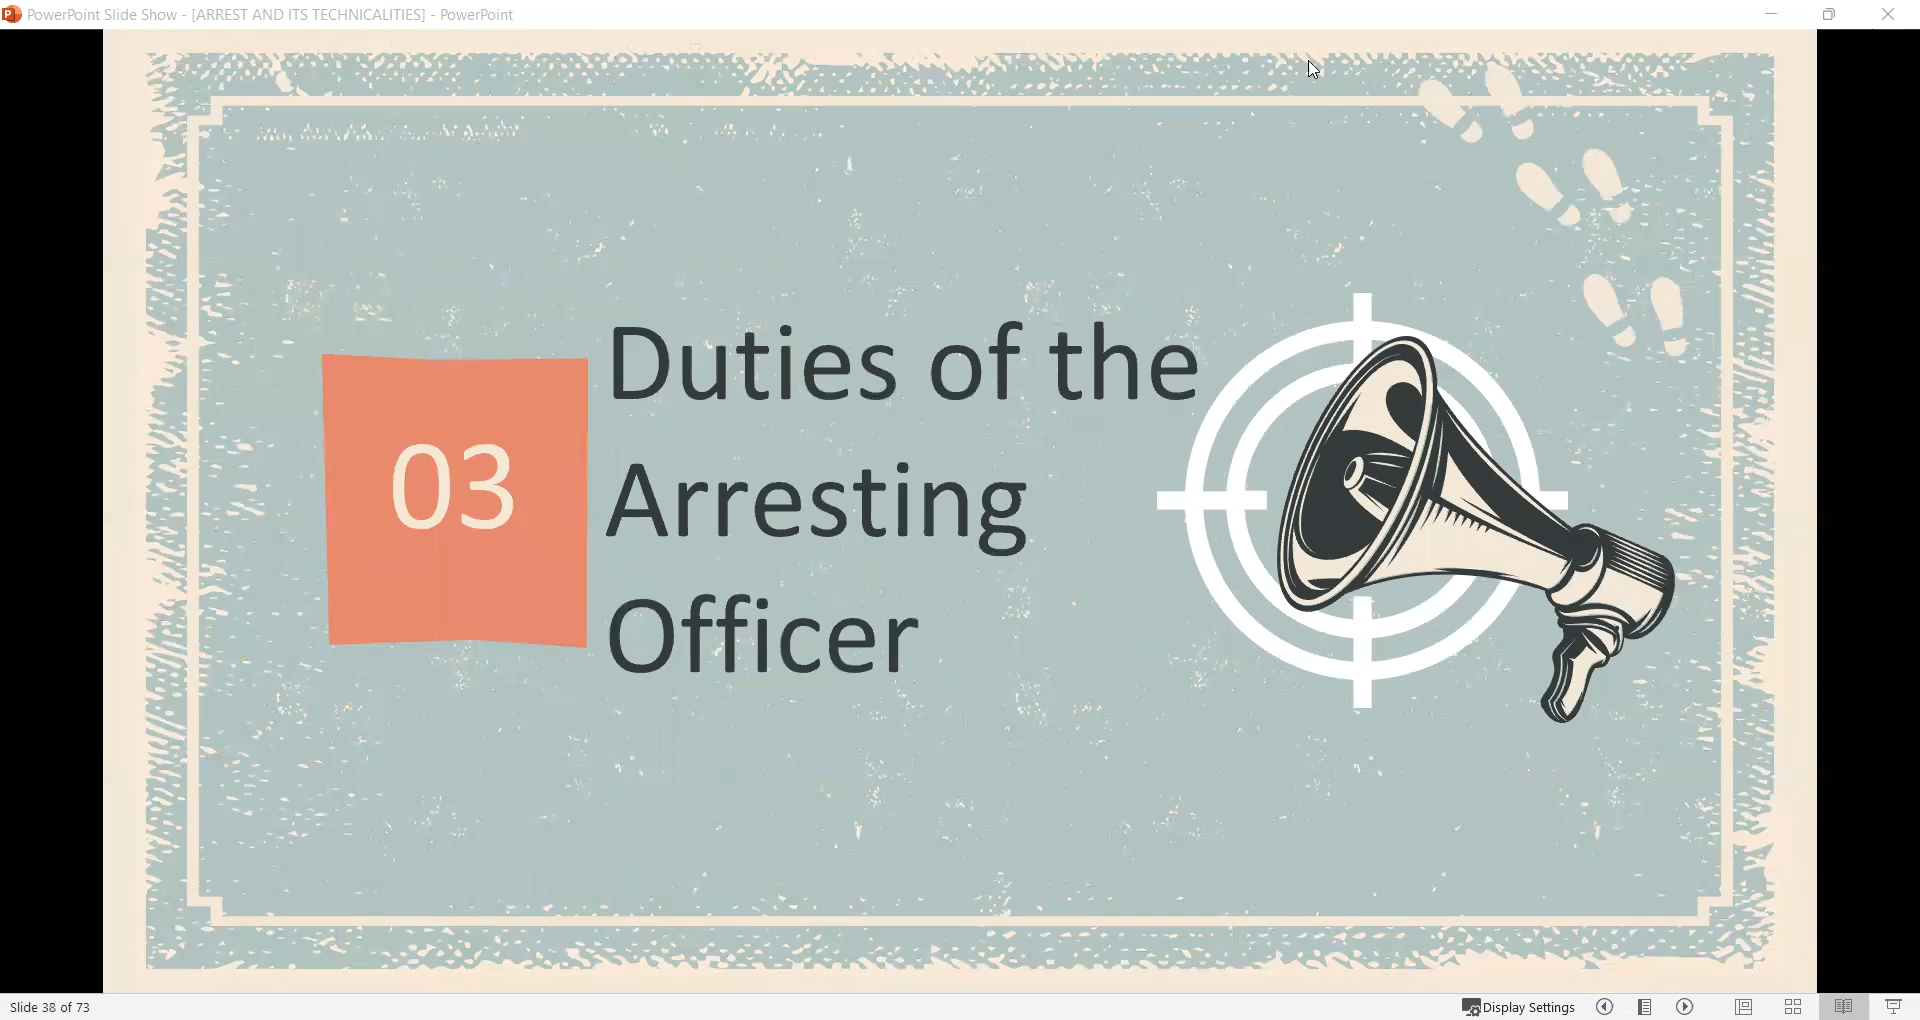 PowerPoint Slide Show - [ARREST AND ITS TECHNICALITIES] - PowerPoint
03
Duties of the
Arresting
Officer
Slide 38 of 73
Display Settings